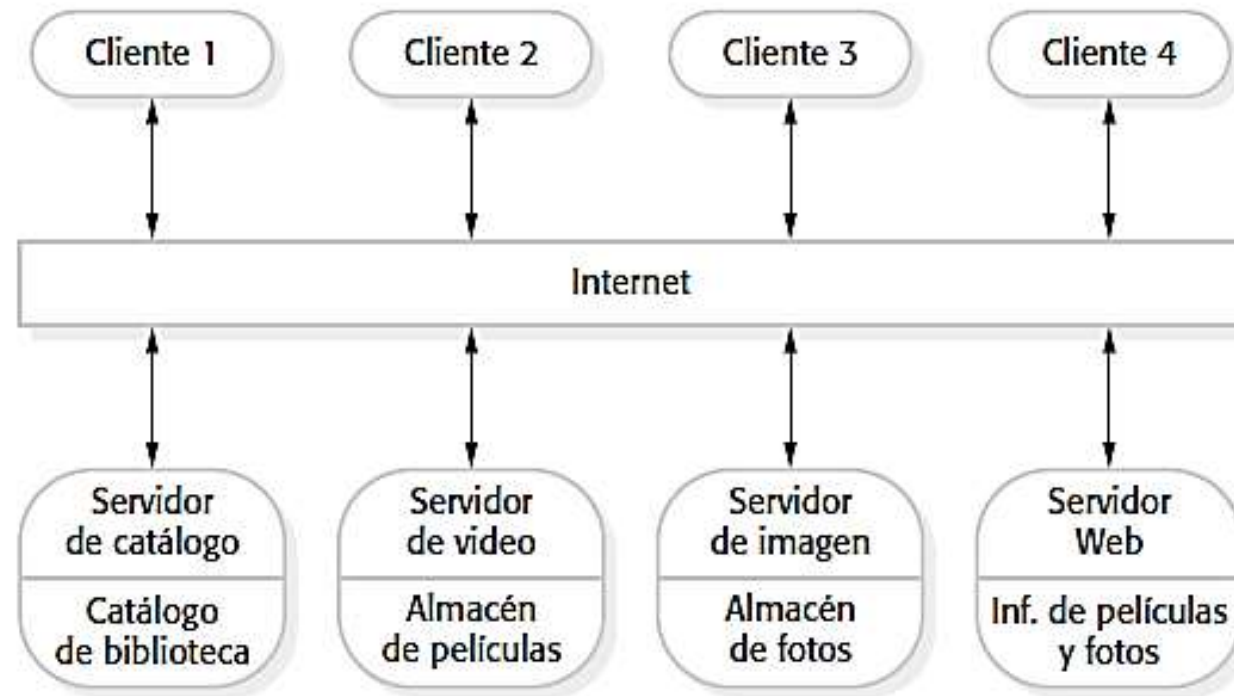 Cliente 1
Cliente 2
Cliente 3
Cliente 4
Internet
Servidor
de catálogo
Catálogo
de biblioteca
Servidor
de video
Almacén
de películas
Servidor
de imagen
Almacén
de fotos
Servidor
Web
Inf. de películas
y fotos